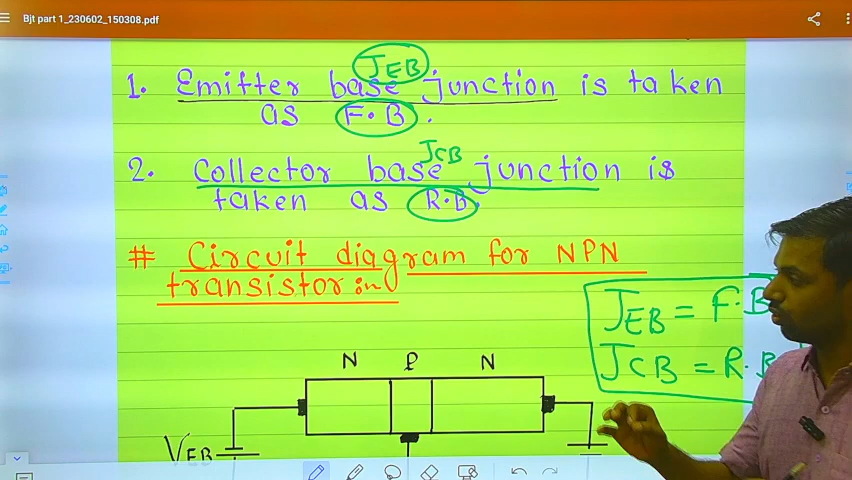 Bjt part 1_230602_150308.pdf
JEB
1. Emitter base junction is taken
as F.B.
JCB
2. Collector base junction is
taken as R.B.
# Circuit diagram for NPN
transistor :-
JEB = F.B
JCB = R.B
N P N
VEB